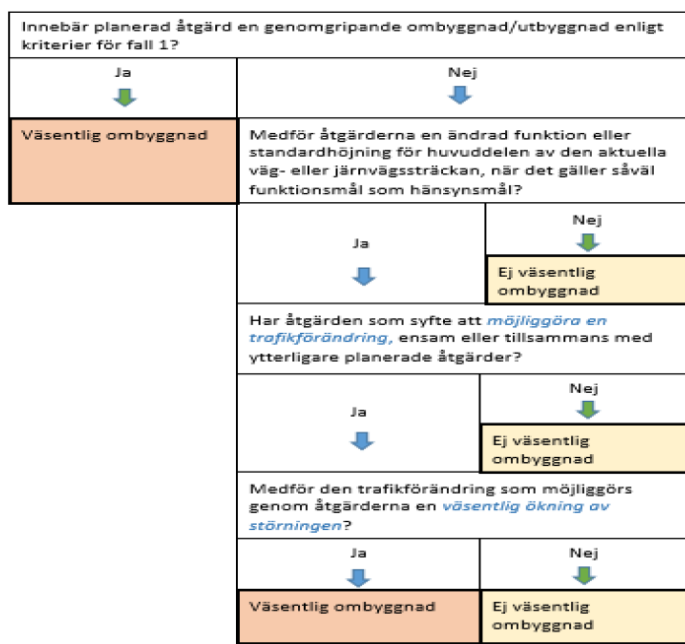 Innebär planerad åtgärd en genomgripande ombyggnad/utbyggnad enligt
kriterier för fall 1?
Ja
Nej
Väsentlig ombyggnad
Medför åtgärderna en ändrad funktion eller
standardhöjning för huvuddelen av den aktuella
väg- eller järnvägssträckan, när det gäller såväl
funktionsmål som hänsynsmål?
Ja
Nej
Ej väsentlig
ombyggnad
Har åtgärden som syfte att möjliggöra en
trafikförändring, ensam eller tillsammans med
ytterligare planerade åtgärder?
Ja
Nej
Ej väsentlig
ombyggnad
Medför den trafikförändring som möjliggörs
genom åtgärderna en väsentlig ökning av
störningen?
Ja
Nej
Väsentlig ombyggnad
Ej väsentlig
ombyggnad